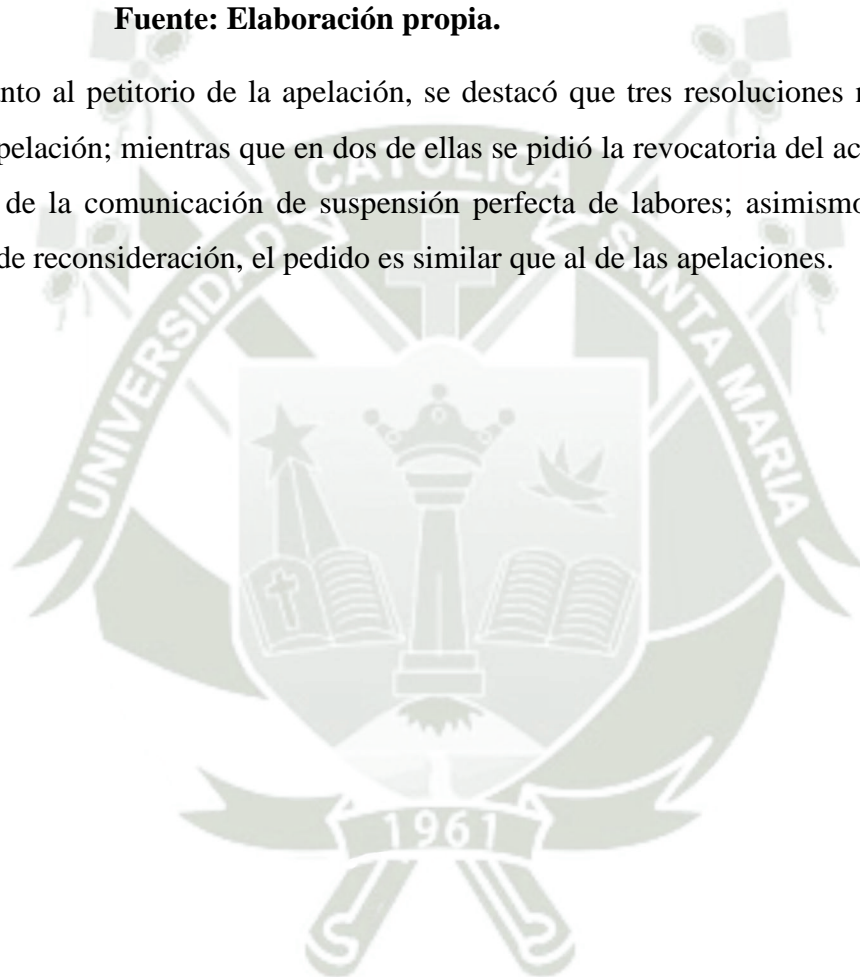 Fuente: Elaboración propia.
nto al petitorio de la apelación, se destacó que tres resoluciones
pelación; mientras que en dos de ellas se pidió la revocatoria del ac
de la comunicación de suspensión perfecta de labores; asimismo
de reconsideración, el pedido es similar que al de las apelaciones.
UNIVERSIDAD CATOLICA SANTA MARIA
1961